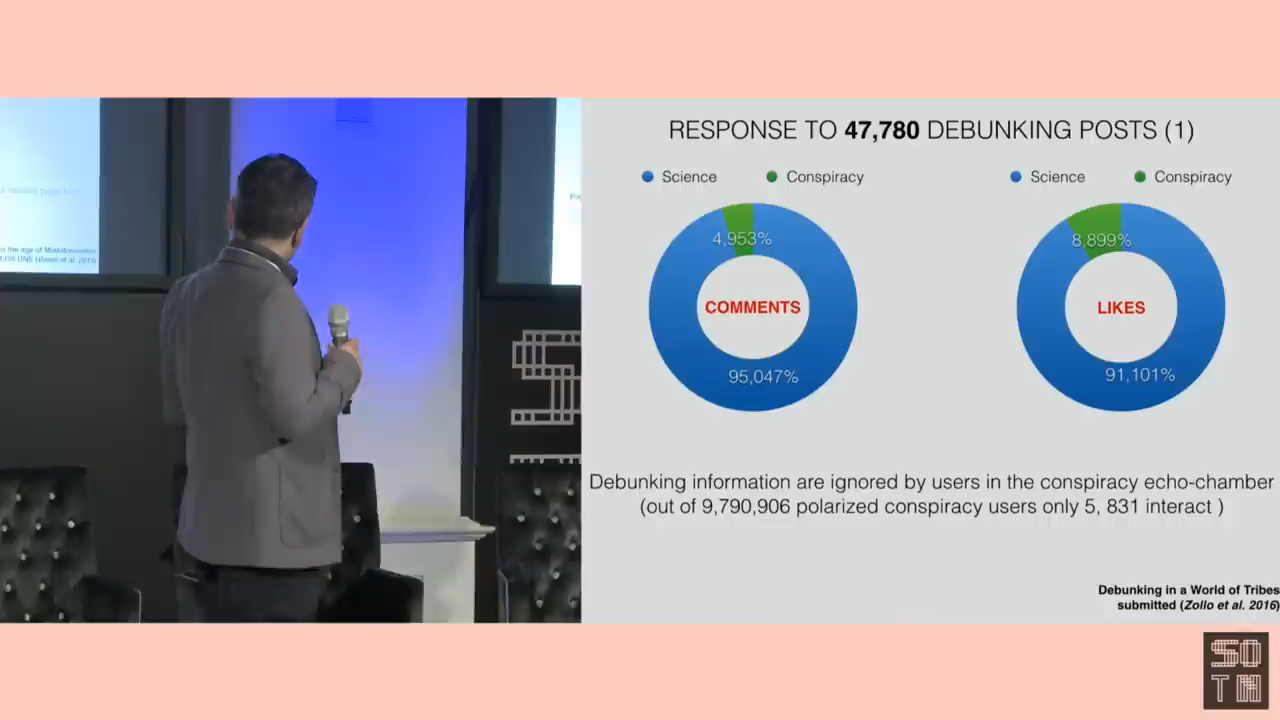 RESPONSE TO 47,780 DEBUNKING POSTS (1)
Science Conspiracy
Science Conspiracy
4,953%
COMMENTS
95,047%
8,899%
LIKES
91,101%
Debunking information are ignored by users in the conspiracy echo-chamber
(out of 9,790,906 polarized conspiracy users only 5, 831 interact )
Debunking in a World of Tribes
submitted (Zollo et al. 2016)
SO
TN